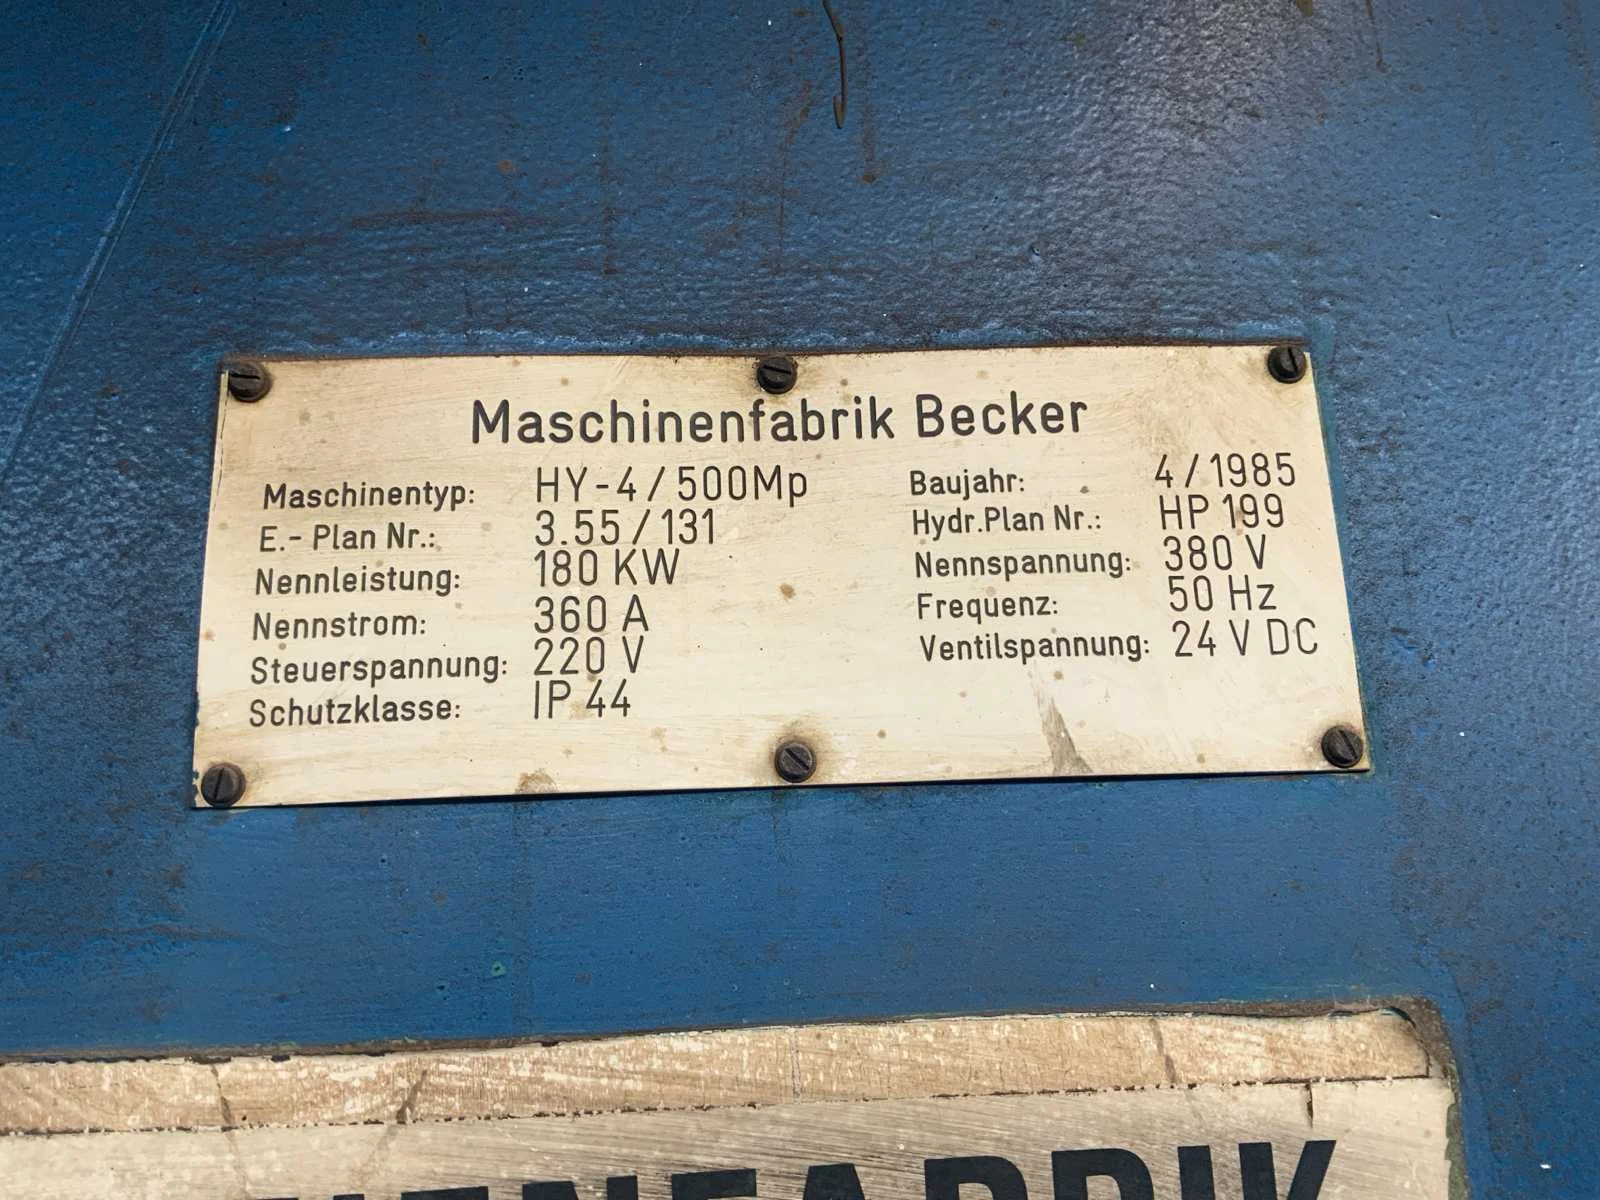 Maschinenfabrik Becker
Maschinentyp: HY-4/500Mp
E.- Plan Nr.: 3.55/131
Nennleistung: 180 KW
Nennstrom: 360 A
Steuerspannung: 220 V
Schutzklasse: IP 44
Baujahr: 4/1985
Hydr.Plan Nr.: HP 199
Nennspannung: 380 V
Frequenz: 50 Hz
Ventilspannung: 24 V DC
ENFABRIK